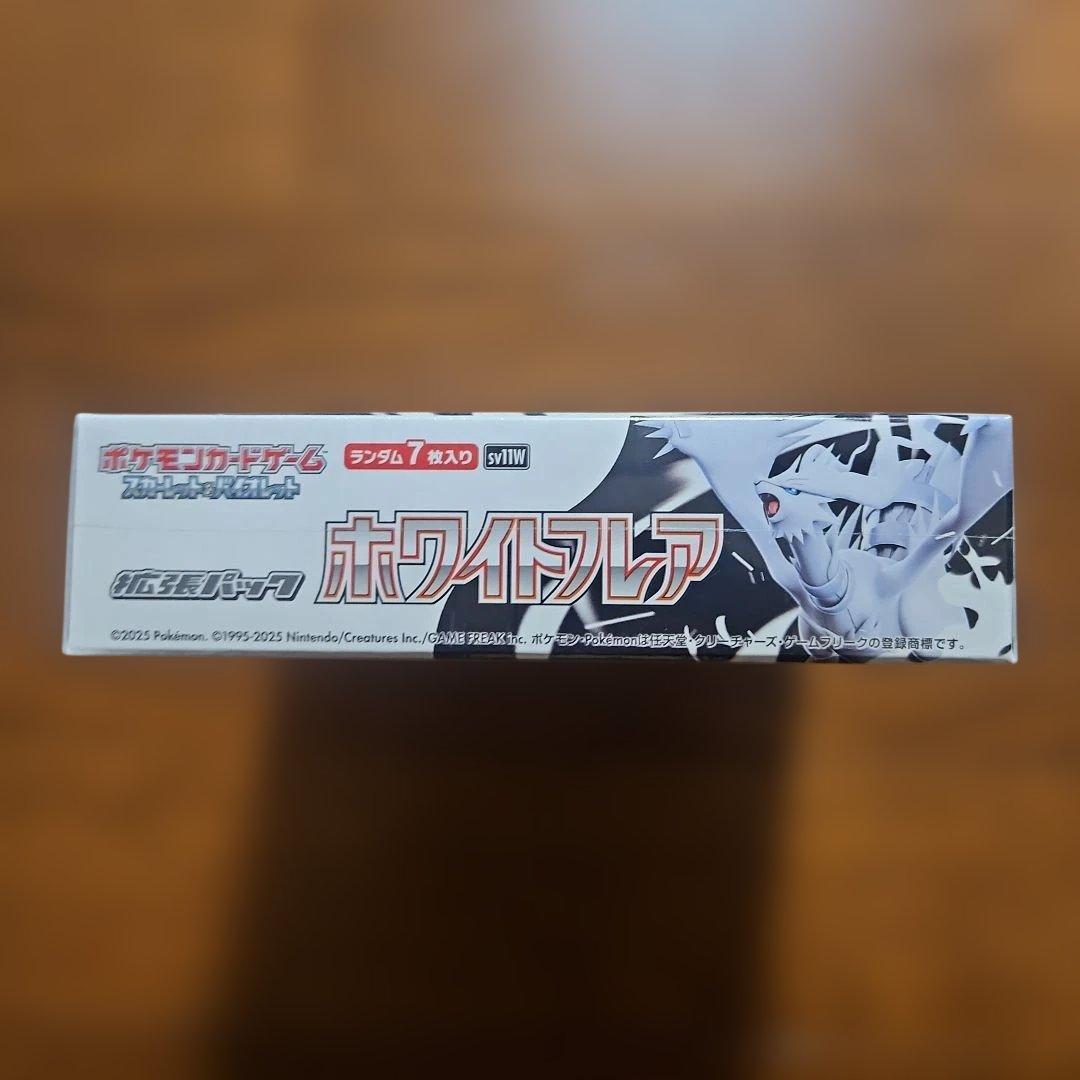 ポケモンカードゲーム
スカーレット&バイオレット
ランダム7枚入り sv11W
拡張パック ホワイトフレア
©2025 Pokémon. ©1995-2025 Nintendo/Creatures Inc./GAME FREAK inc. ポケモン・Pokémonは任天堂・クリーチャーズ・ゲームフリークの登録商標です。